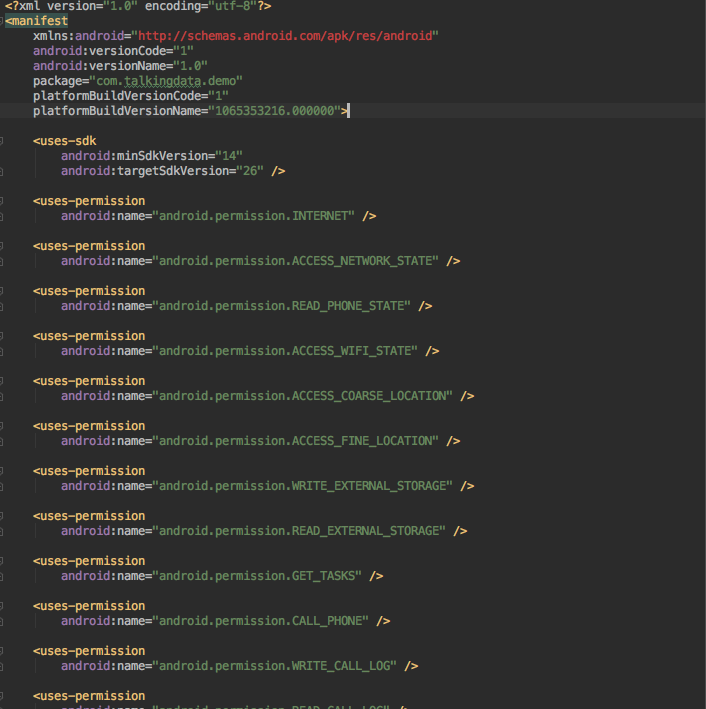 <?xml version="1.0" encoding="utf-8"?>
<manifest
xmlns:android="http://schemas.android.com/apk/res/android"
android:versionCode="1"
android:versionName="1.0"
package="com.talkingdata.demo"
platformBuildVersionCode="1"
platformBuildVersionName="1065353216.000000">
<uses-sdk
android:minSdkVersion="14"
android:targetSdkVersion="26" />
<uses-permission
android:name="android.permission.INTERNET" />
<uses-permission
android:name="android.permission.ACCESS_NETWORK_STATE" />
<uses-permission
android:name="android.permission.READ_PHONE_STATE" />
<uses-permission
android:name="android.permission.ACCESS_WIFI_STATE" />
<uses-permission
android:name="android.permission.ACCESS_COARSE_LOCATION" />
<uses-permission
android:name="android.permission.ACCESS_FINE_LOCATION" />
<uses-permission
android:name="android.permission.WRITE_EXTERNAL_STORAGE" />
<uses-permission
android:name="android.permission.READ_EXTERNAL_STORAGE" />
<uses-permission
android:name="android.permission.GET_TASKS" />
<uses-permission
android:name="android.permission.CALL_PHONE" />
<uses-permission
android:name="android.permission.WRITE_CALL_LOG" />
<uses-permission
android:name="android.permission.READ_CALL_LOG" />